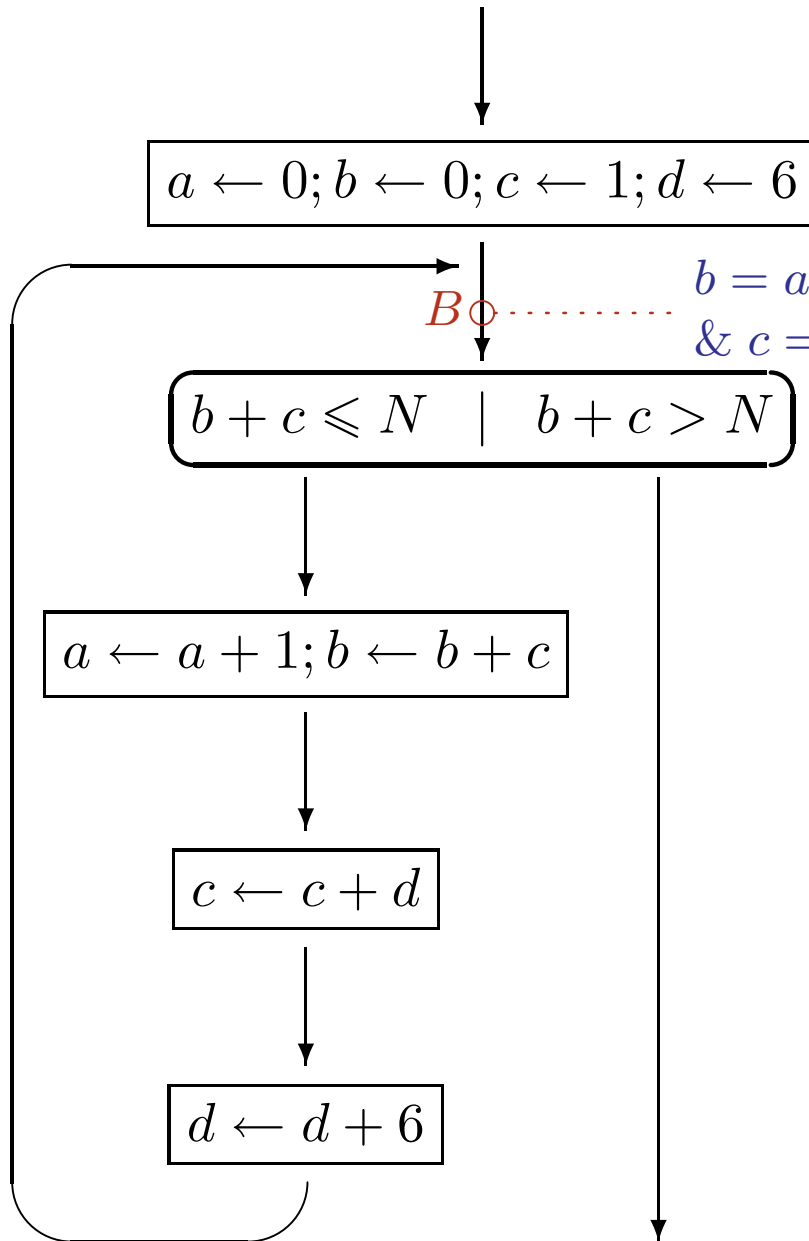 a ← 0; b ← 0; c ← 1; d ← 6
b = a
B
& c =
b + c ⩽ N | b + c > N
a ← a + 1; b ← b + c
c ← c + d
d ← d + 6